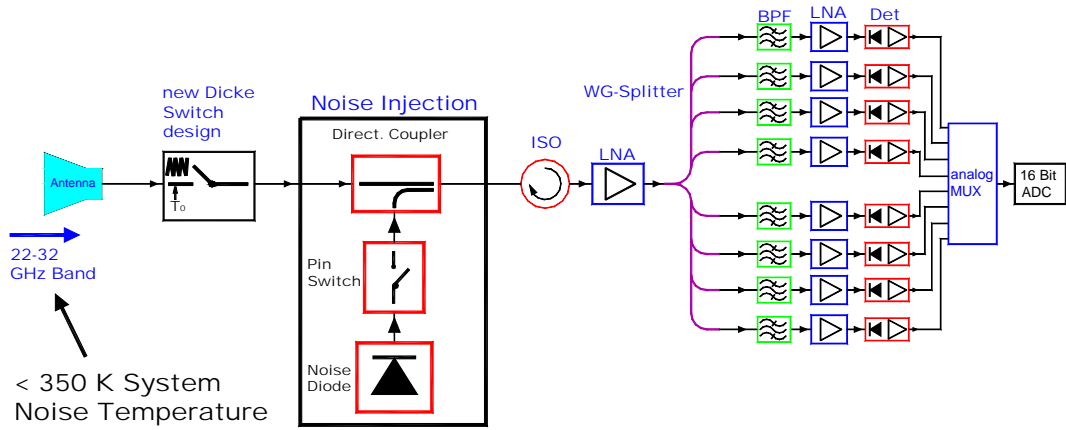 BPF
LNA
Det
new Dicke
Switch
design
Noise Injection
WG-Splitter
Direct. Coupler
ISO
LNA
Antenna
T₀
analog
MUX
16 Bit
ADC
22-32
GHz Band
Pin
Switch
Noise
Diode
< 350 K System
Noise Temperature